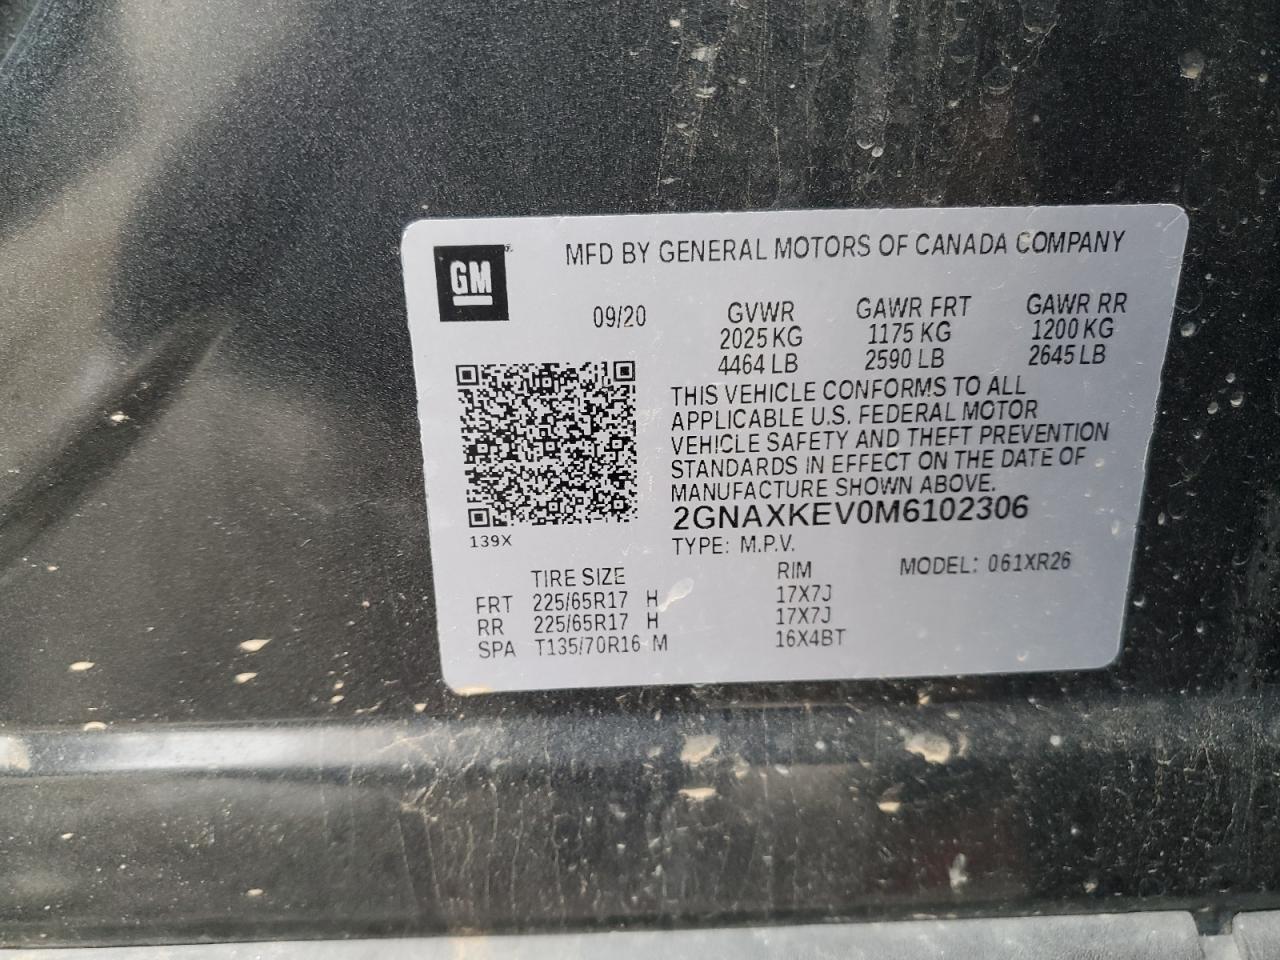 GM
MFD BY GENERAL MOTORS OF CANADA COMPANY
09/20 GVWR GAWR FRT GAWR RR
2025 KG 1175 KG 1200 KG
4464 LB 2590 LB 2645 LB
THIS VEHICLE CONFORMS TO ALL
APPLICABLE U.S. FEDERAL MOTOR
VEHICLE SAFETY AND THEFT PREVENTION
STANDARDS IN EFFECT ON THE DATE OF
MANUFACTURE SHOWN ABOVE.
2GNAXKEV0M6102306
139X
TYPE: M.P.V.
MODEL: 061XR26
TIRE SIZE RIM
FRT 225/65R17 H 17X7J
RR 225/65R17 H 17X7J
SPA T135/70R16 M 16X4BT